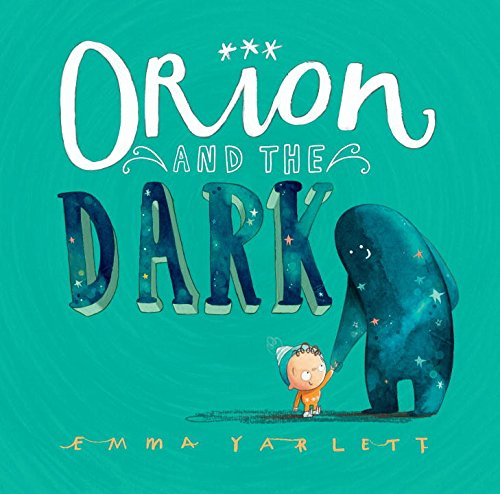 Orion
AND THE
DARK
EMMA YARLETT